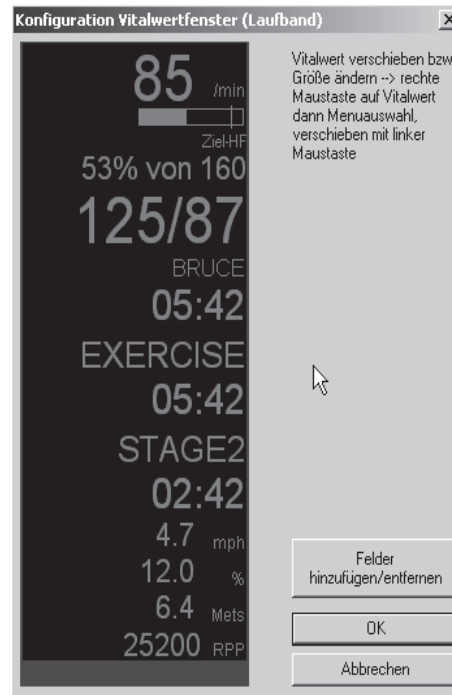 Konfiguration Vitalwertfenster (Laufband)
85 /min
Ziel-HF
53% von 160
125/87
BRUCE
05:42
EXERCISE
05:42
STAGE2
02:42
4.7 mph
12.0 %
6.4 Mets
25200 RPP
Vitalwert verschieben bzw
Größe ändern --> rechte
Maustaste auf Vitalwert
dann Menuauswahl,
verschieben mit linker
Maustaste
Felder
hinzufügen/entfernen
OK
Abbrechen